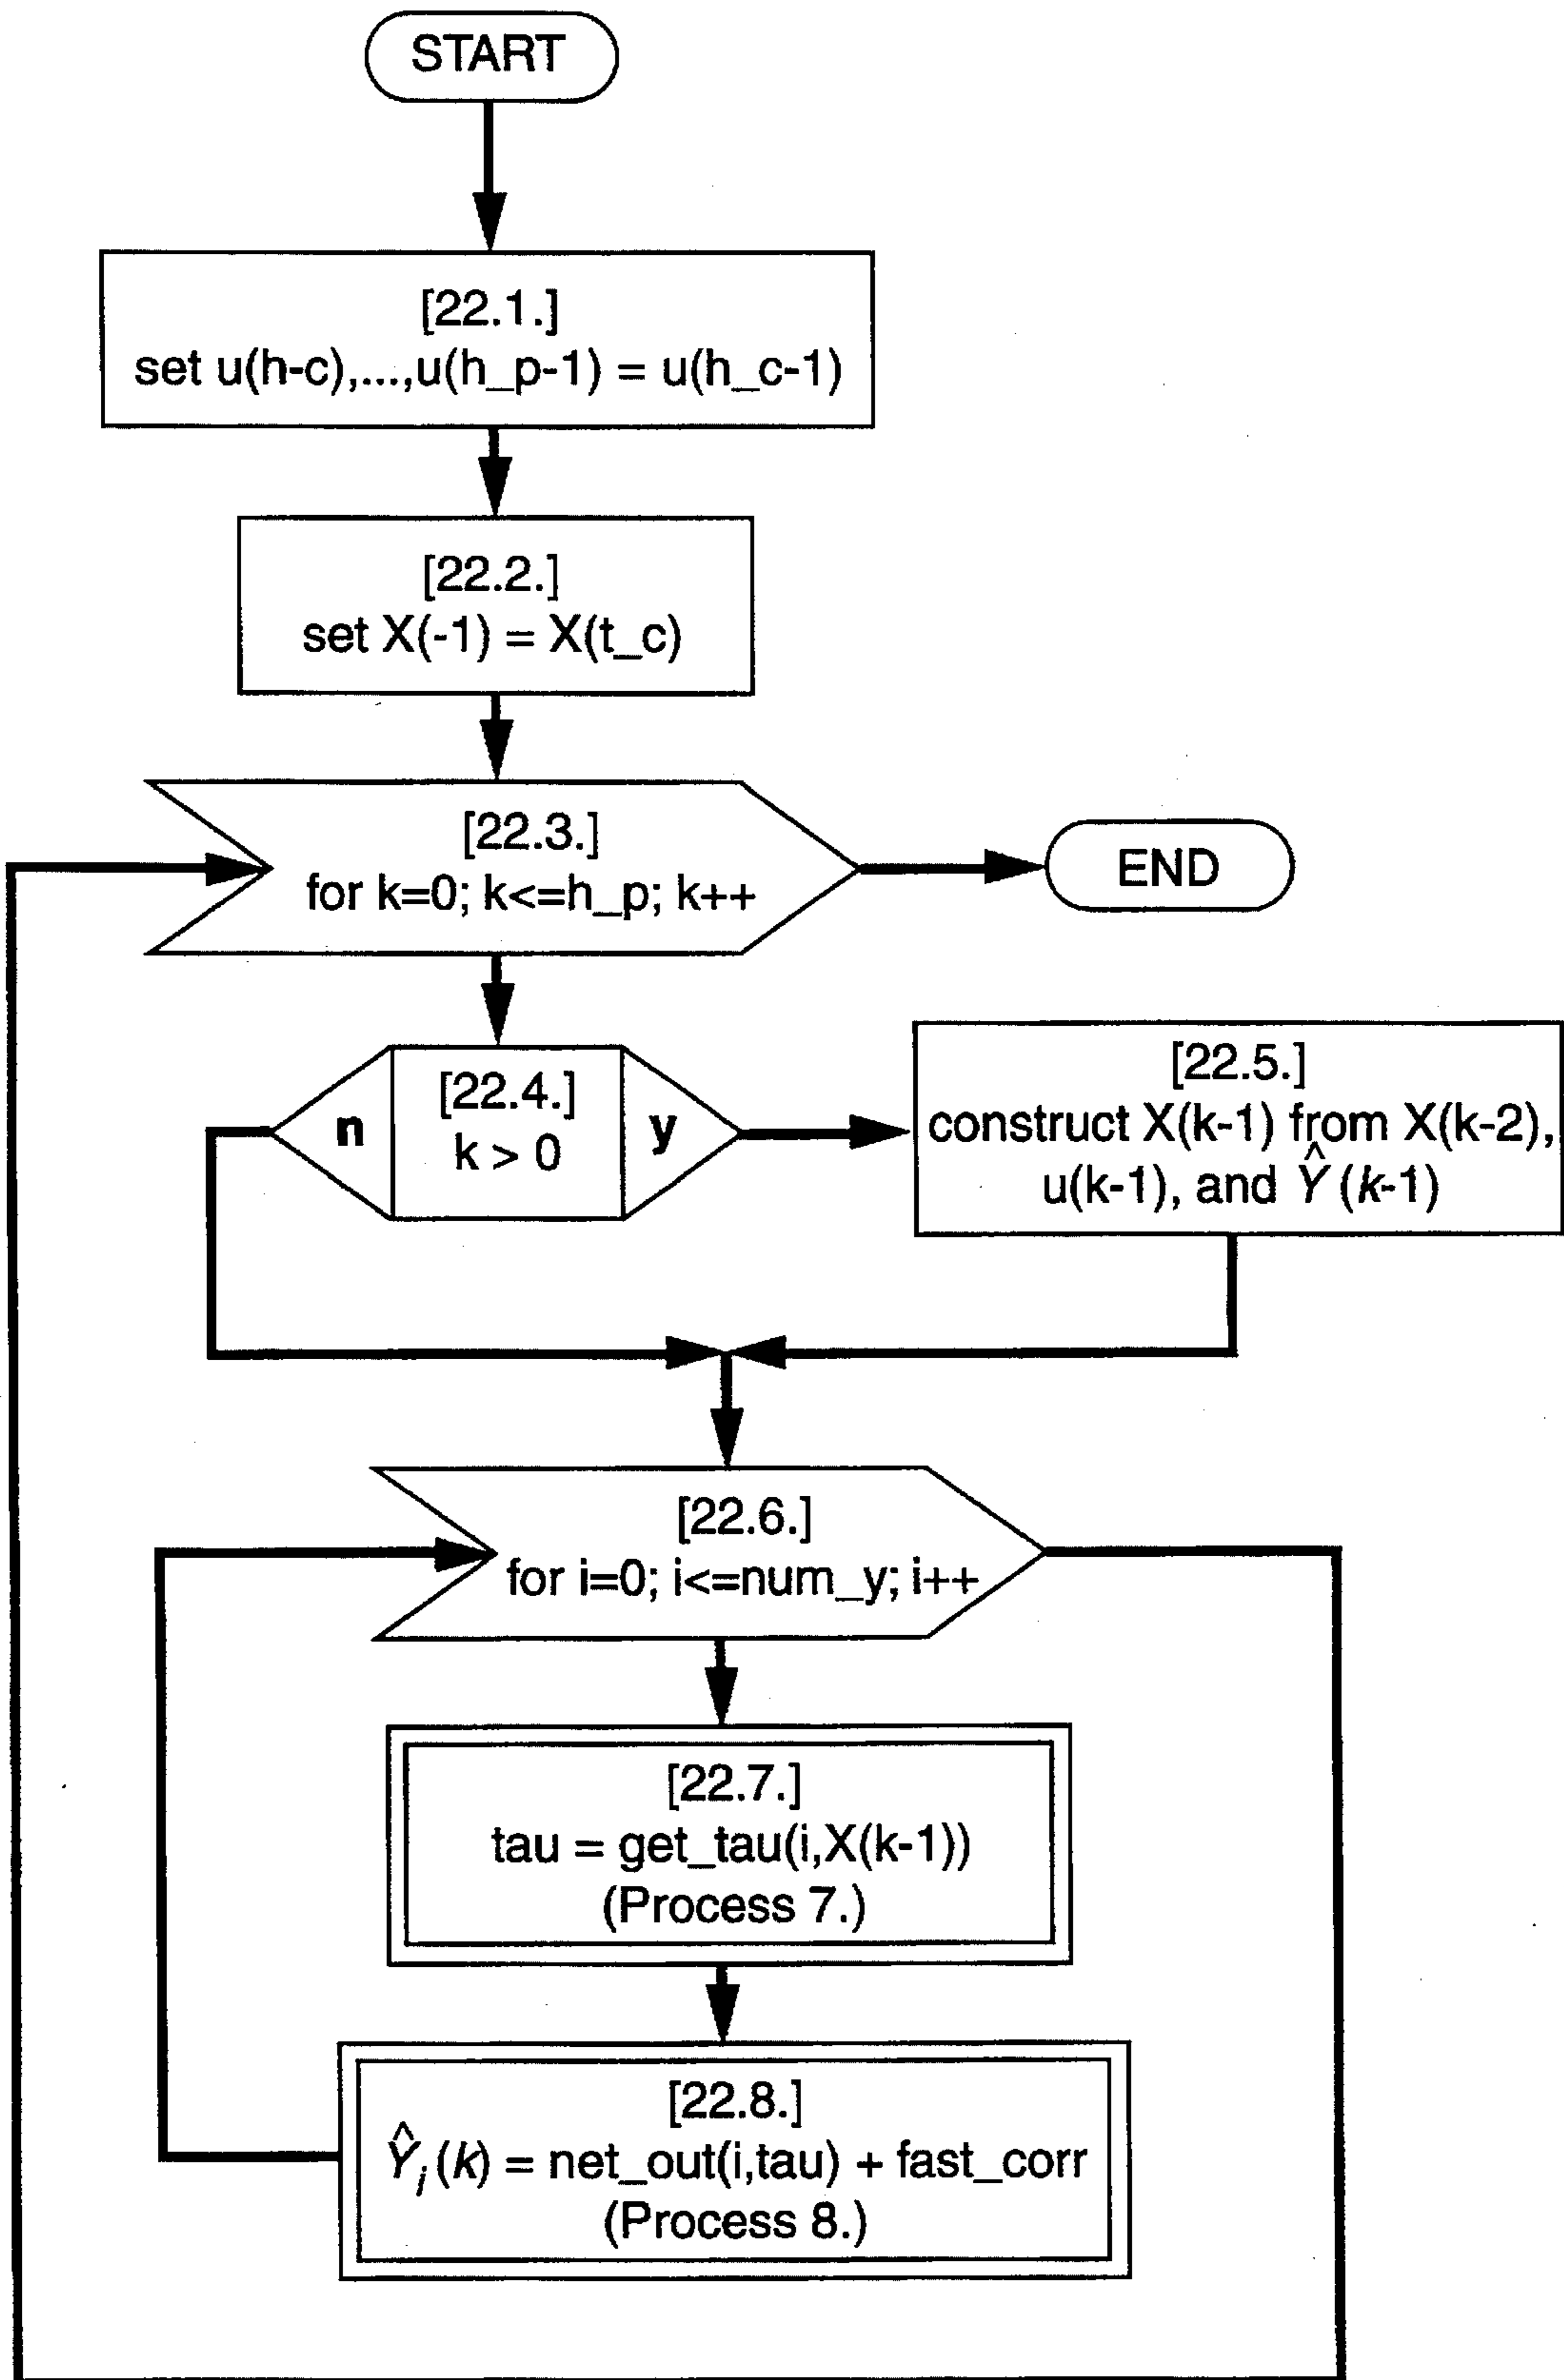 START
[22.1.]
set u(h-c),...,u(h_p-1) = u(h_c-1)
[22.2.]
set X(-1) = X(t_c)
[22.3.]
for k=0; k<=h_p; k++
END
n
[22.4.]
k > 0
y
[22.5.]
construct X(k-1) from X(k-2),
u(k-1), and Ŷ(k-1)
[22.6.]
for i=0; i<=num_y; i++
[22.7.]
tau = get_tau(i,X(k-1))
(Process 7.)
[22.8.]
Ŷi(k) = net_out(i,tau) + fast_corr
(Process 8.)